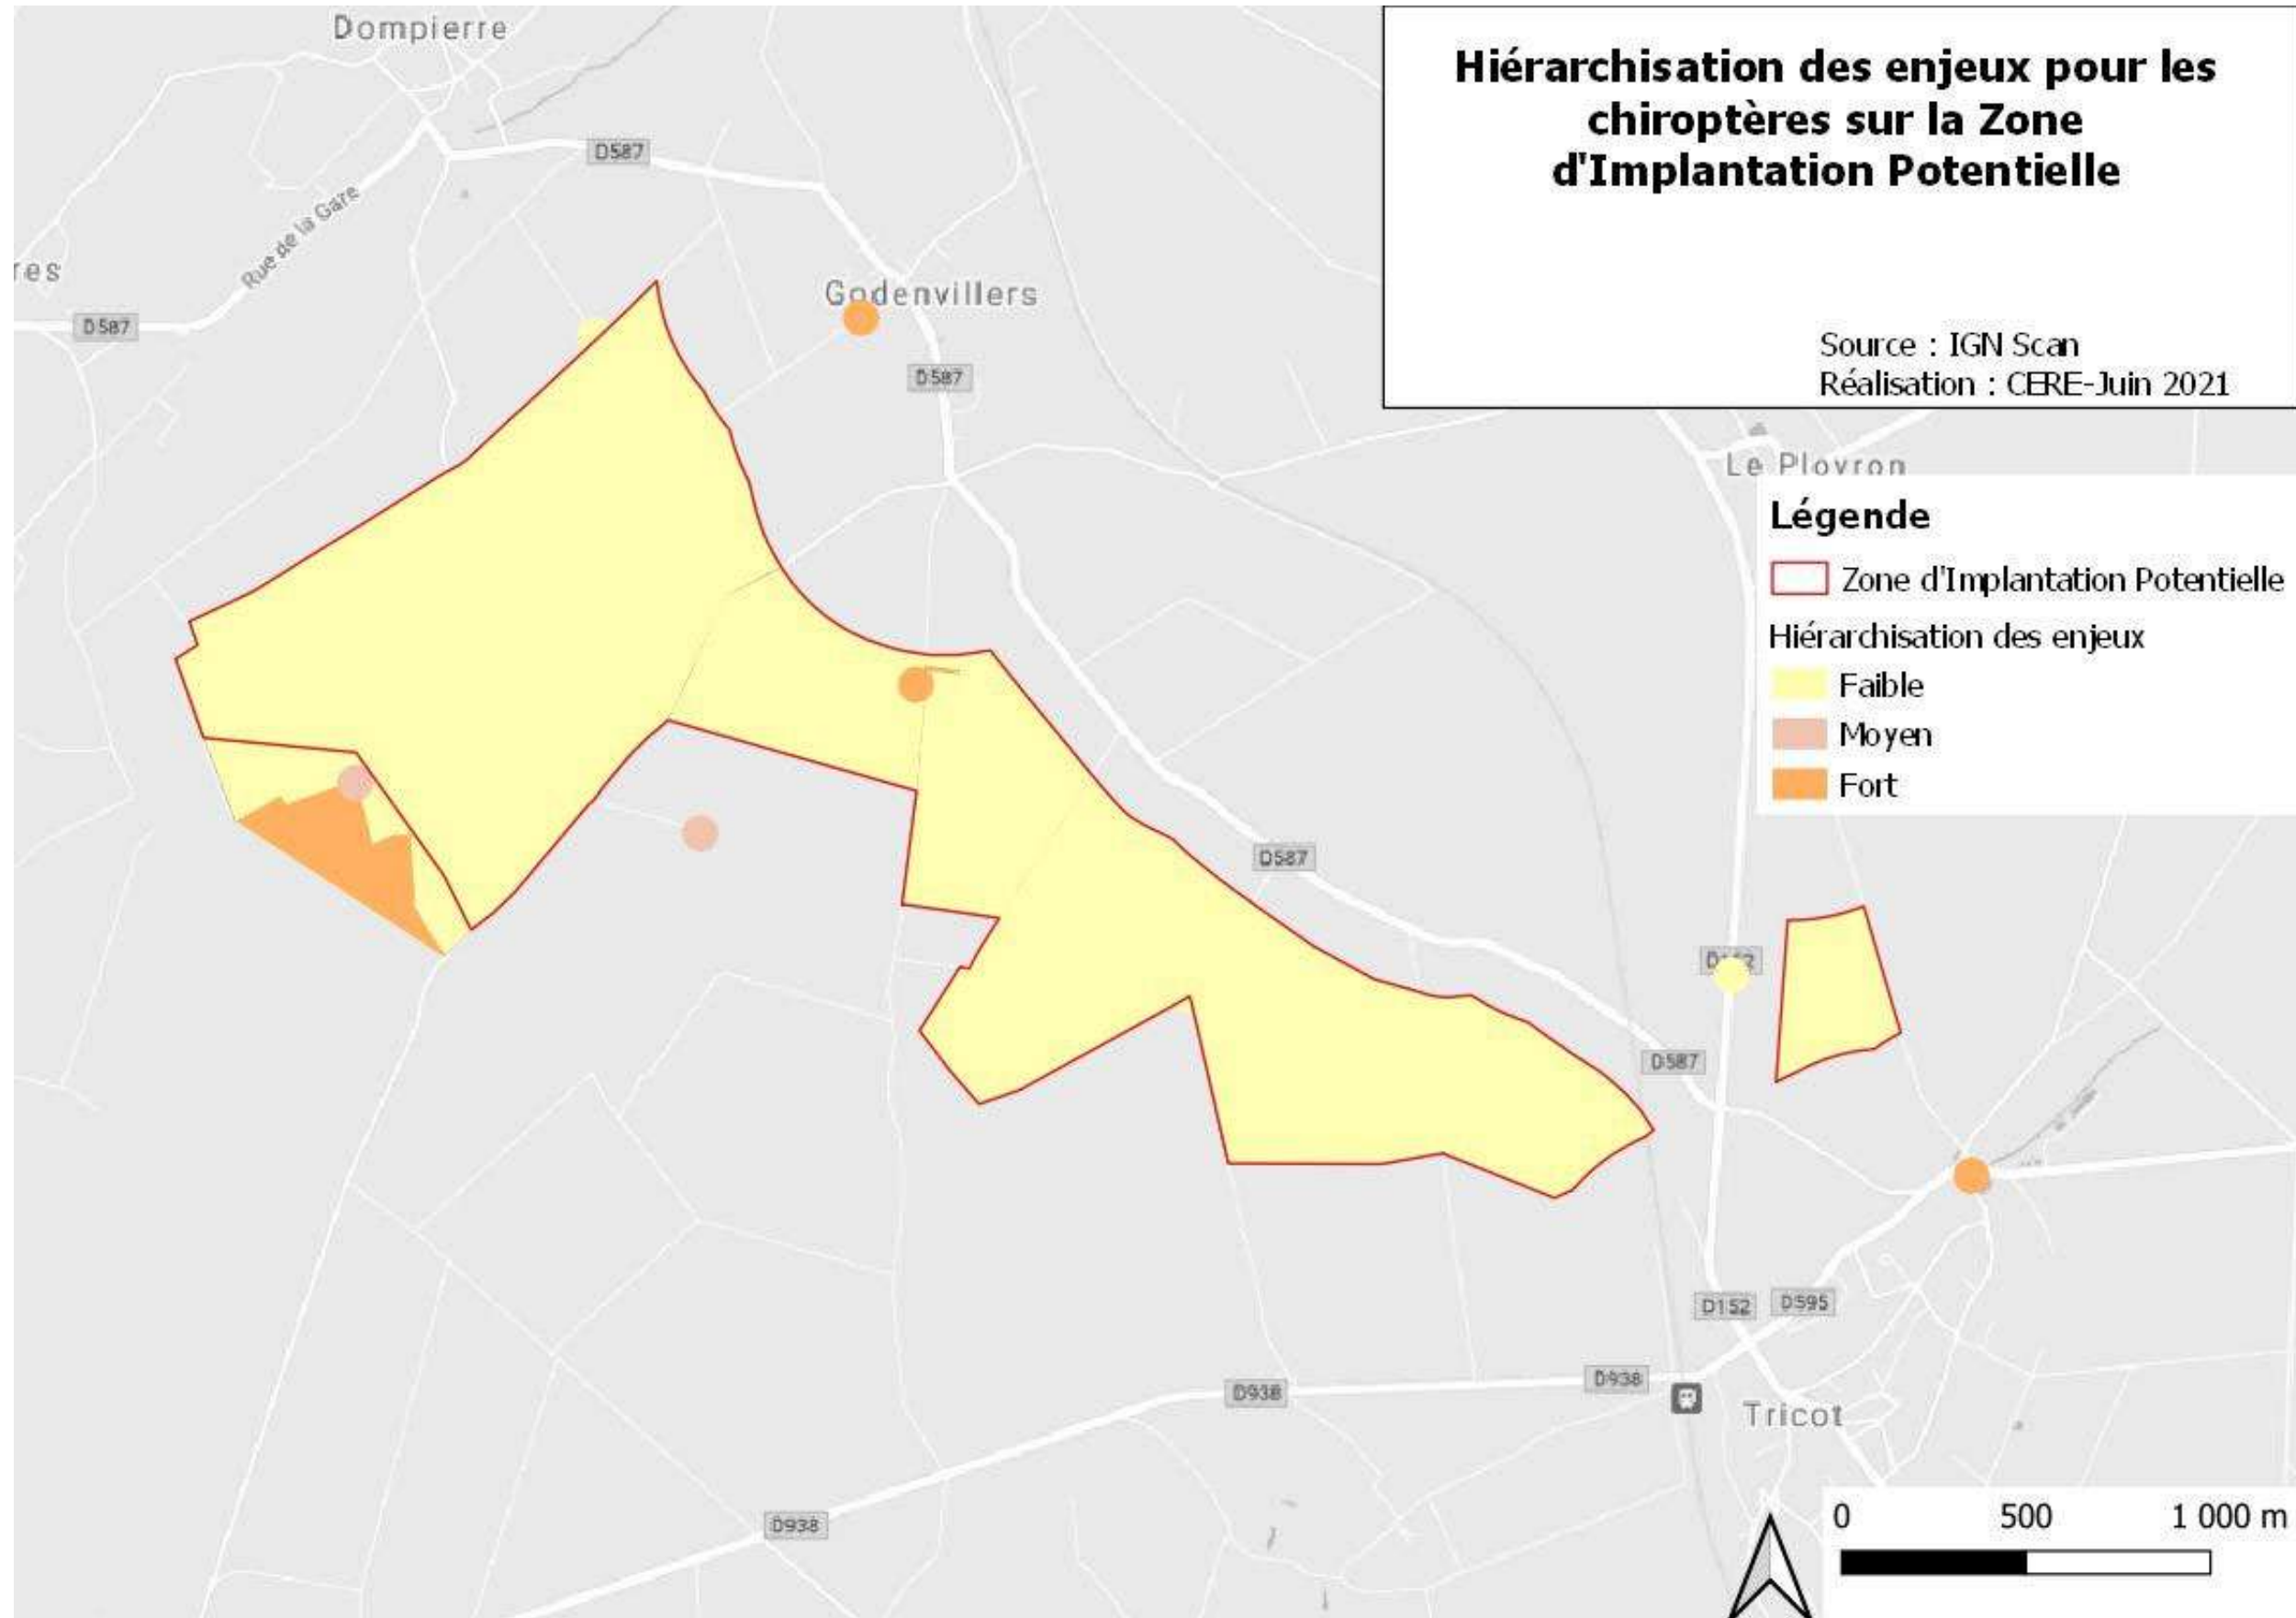 Dompierre
Hiérarchisation des enjeux pour les
chiroptères sur la Zone
d'Implantation Potentielle
Source : IGN Scan
Réalisation : CERE-Juin 2021
D587
Rue de la Gare
res
D587
Godenvillers
D587
Le Ployron
Légende
Zone d'Implantation Potentielle
Hiérarchisation des enjeux
Faible
Moyen
Fort
D587
D587
D152
D595
D938
D938
Tricot
D938
0 500 1 000 m